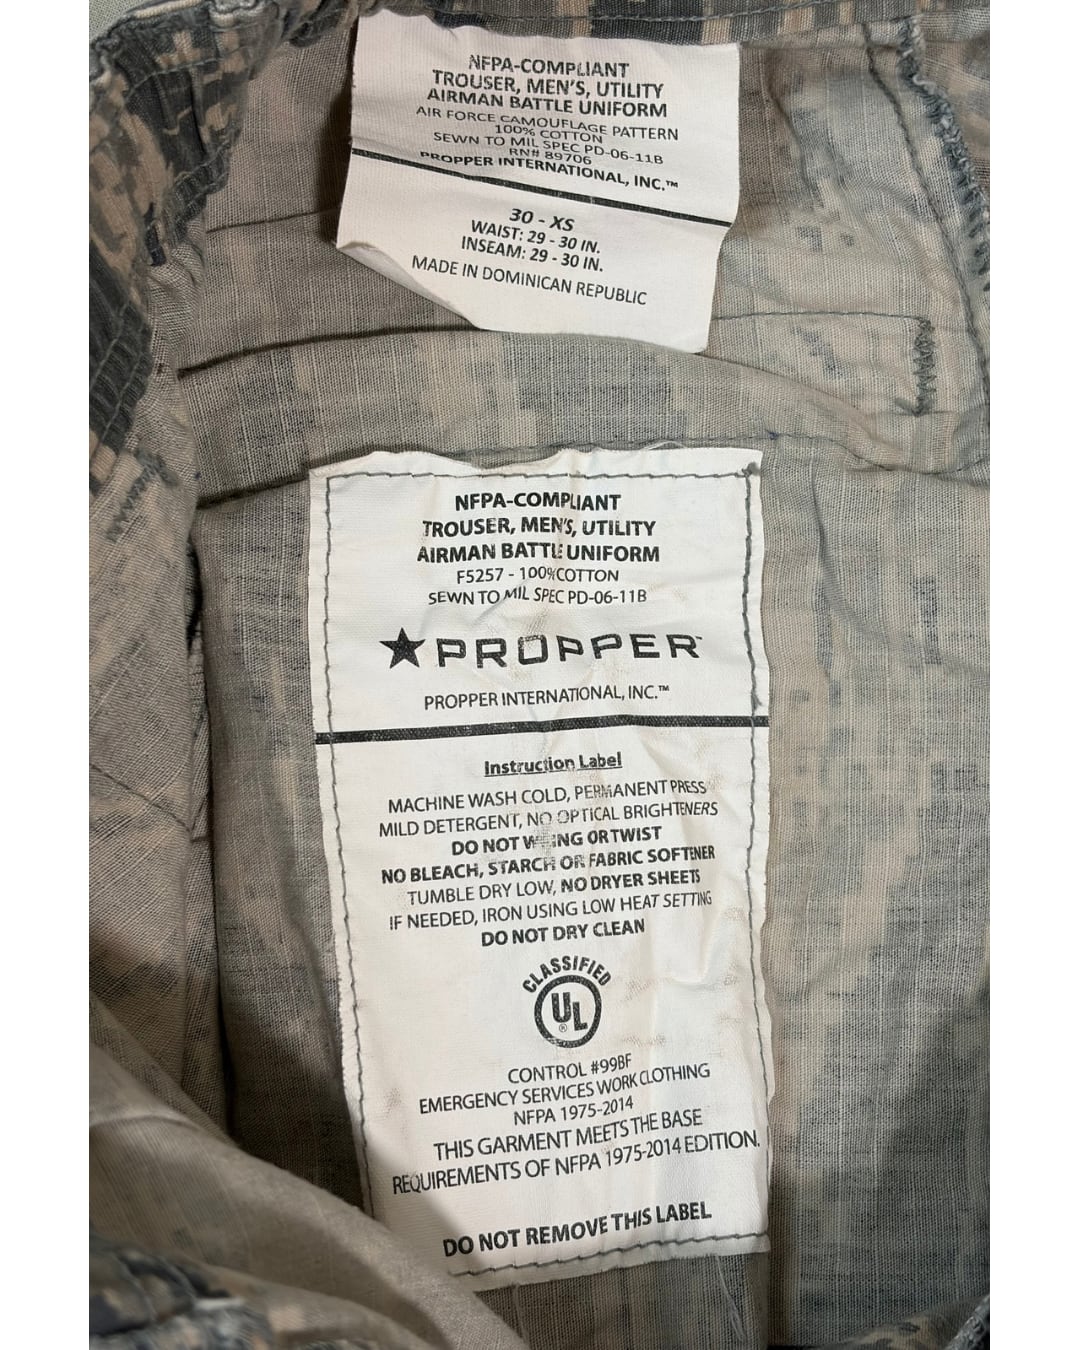 NFPA-COMPLIANT
TROUSER, MEN'S, UTILITY
AIRMAN BATTLE UNIFORM
AIR FORCE CAMOUFLAGE PATTERN
100% COTTON
SEWN TO MIL SPEC PD-06-11B
RN# 89706
PROPPER INTERNATIONAL, INC.™
30 - XS
WAIST: 29 - 30 IN.
INSEAM: 29 - 30 IN.
MADE IN DOMINICAN REPUBLIC
NFPA-COMPLIANT
TROUSER, MEN'S, UTILITY
AIRMAN BATTLE UNIFORM
F5257 - 100% COTTON
SEWN TO MIL SPEC PD-06-11B
★PROPPER™
PROPPER INTERNATIONAL, INC.™
Instruction Label
MACHINE WASH COLD, PERMANENT PRESS
MILD DETERGENT, NO OPTICAL BRIGHTENERS
DO NOT WRING OR TWIST
NO BLEACH, STARCH OR FABRIC SOFTENER
TUMBLE DRY LOW, NO DRYER SHEETS
IF NEEDED, IRON USING LOW HEAT SETTING
DO NOT DRY CLEAN
CLASSIFIED
UL®
CONTROL #99BF
EMERGENCY SERVICES WORK CLOTHING
NFPA 1975-2014
THIS GARMENT MEETS THE BASE
REQUIREMENTS OF NFPA 1975-2014 EDITION.
DO NOT REMOVE THIS LABEL